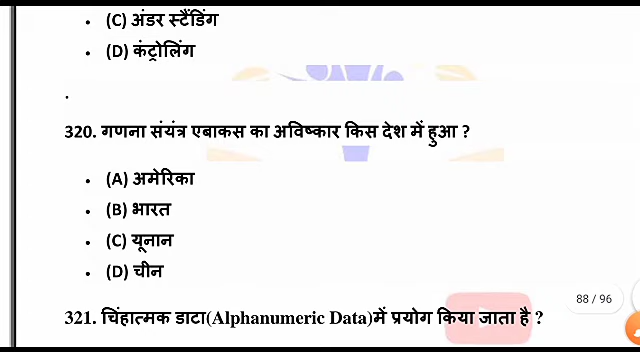 (C) अंडर स्टैंडिंग
(D) कंट्रोलिंग
.
320. गणना संयंत्र एबाकस का अविष्कार किस देश में हुआ ?
(A) अमेरिका
(B) भारत
(C) यूनान
(D) चीन
88 / 96
321. चिंहात्मक डाटा(Alphanumeric Data)में प्रयोग किया जाता है ?